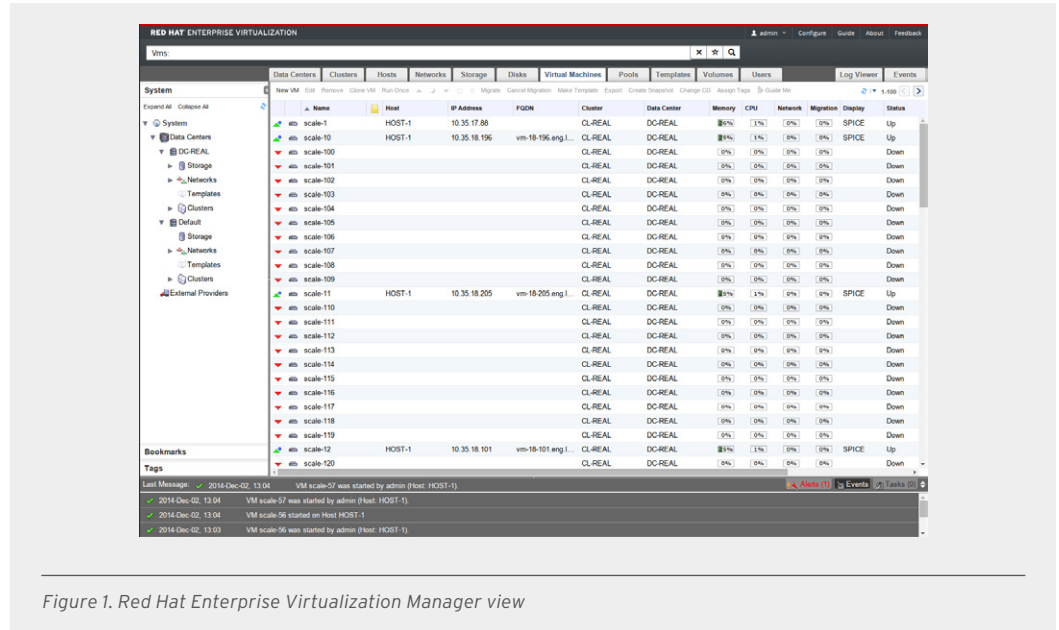 RED HAT ENTERPRISE VIRTUALIZATION admin Configure Guide About Feedback
Vms:
Data Centers Clusters Hosts Networks Storage Disks Virtual Machines Pools Templates Volumes Users Log Viewer Events
System New VM Edit Remove Clone VM Run Once Migrate Cancel Migration Make Template Export Create Snapshot Change CD Assign Tags Guide Me 1-100
Expand All Collapse All Name Host IP Address FQDN Cluster Data Center Memory CPU Network Migration Display Status
System scale-1 HOST-1 10.35.17.88 CL-REAL DC-REAL 26% 1% 0% 0% SPICE Up
Data Centers scale-10 HOST-1 10.35.18.196 vm-18-196.eng.l... CL-REAL DC-REAL 25% 1% 0% 0% SPICE Up
DC-REAL scale-100 CL-REAL DC-REAL 0% 0% 0% 0% Down
Storage scale-101 CL-REAL DC-REAL 0% 0% 0% 0% Down
Networks scale-102 CL-REAL DC-REAL 0% 0% 0% 0% Down
Templates scale-103 CL-REAL DC-REAL 0% 0% 0% 0% Down
Clusters scale-104 CL-REAL DC-REAL 0% 0% 0% 0% Down
Default scale-105 CL-REAL DC-REAL 0% 0% 0% 0% Down
Storage scale-106 CL-REAL DC-REAL 0% 0% 0% 0% Down
Networks scale-107 CL-REAL DC-REAL 0% 0% 0% 0% Down
Templates scale-108 CL-REAL DC-REAL 0% 0% 0% 0% Down
Clusters scale-109 CL-REAL DC-REAL 0% 0% 0% 0% Down
External Providers scale-11 HOST-1 10.35.18.205 vm-18-205.eng.l... CL-REAL DC-REAL 25% 1% 0% 0% SPICE Up
scale-110 CL-REAL DC-REAL 0% 0% 0% 0% Down
scale-111 CL-REAL DC-REAL 0% 0% 0% 0% Down
scale-112 CL-REAL DC-REAL 0% 0% 0% 0% Down
scale-113 CL-REAL DC-REAL 0% 0% 0% 0% Down
scale-114 CL-REAL DC-REAL 0% 0% 0% 0% Down
scale-115 CL-REAL DC-REAL 0% 0% 0% 0% Down
scale-116 CL-REAL DC-REAL 0% 0% 0% 0% Down
scale-117 CL-REAL DC-REAL 0% 0% 0% 0% Down
scale-118 CL-REAL DC-REAL 0% 0% 0% 0% Down
scale-119 CL-REAL DC-REAL 0% 0% 0% 0% Down
Bookmarks scale-12 HOST-1 10.35.18.101 vm-18-101.eng.l... CL-REAL DC-REAL 25% 1% 0% 0% SPICE Up
Tags scale-120 CL-REAL DC-REAL 0% 0% 0% 0% Down
Last Message: 2014-Dec-02, 13:04 VM scale-57 was started by admin (Host: HOST-1). Alerts (1) Events Tasks (0)
2014-Dec-02, 13:04 VM scale-57 was started by admin (Host: HOST-1).
2014-Dec-02, 13:04 VM scale-56 started on Host HOST-1
2014-Dec-02, 13:03 VM scale-56 was started by admin (Host: HOST-1).
Figure 1. Red Hat Enterprise Virtualization Manager view